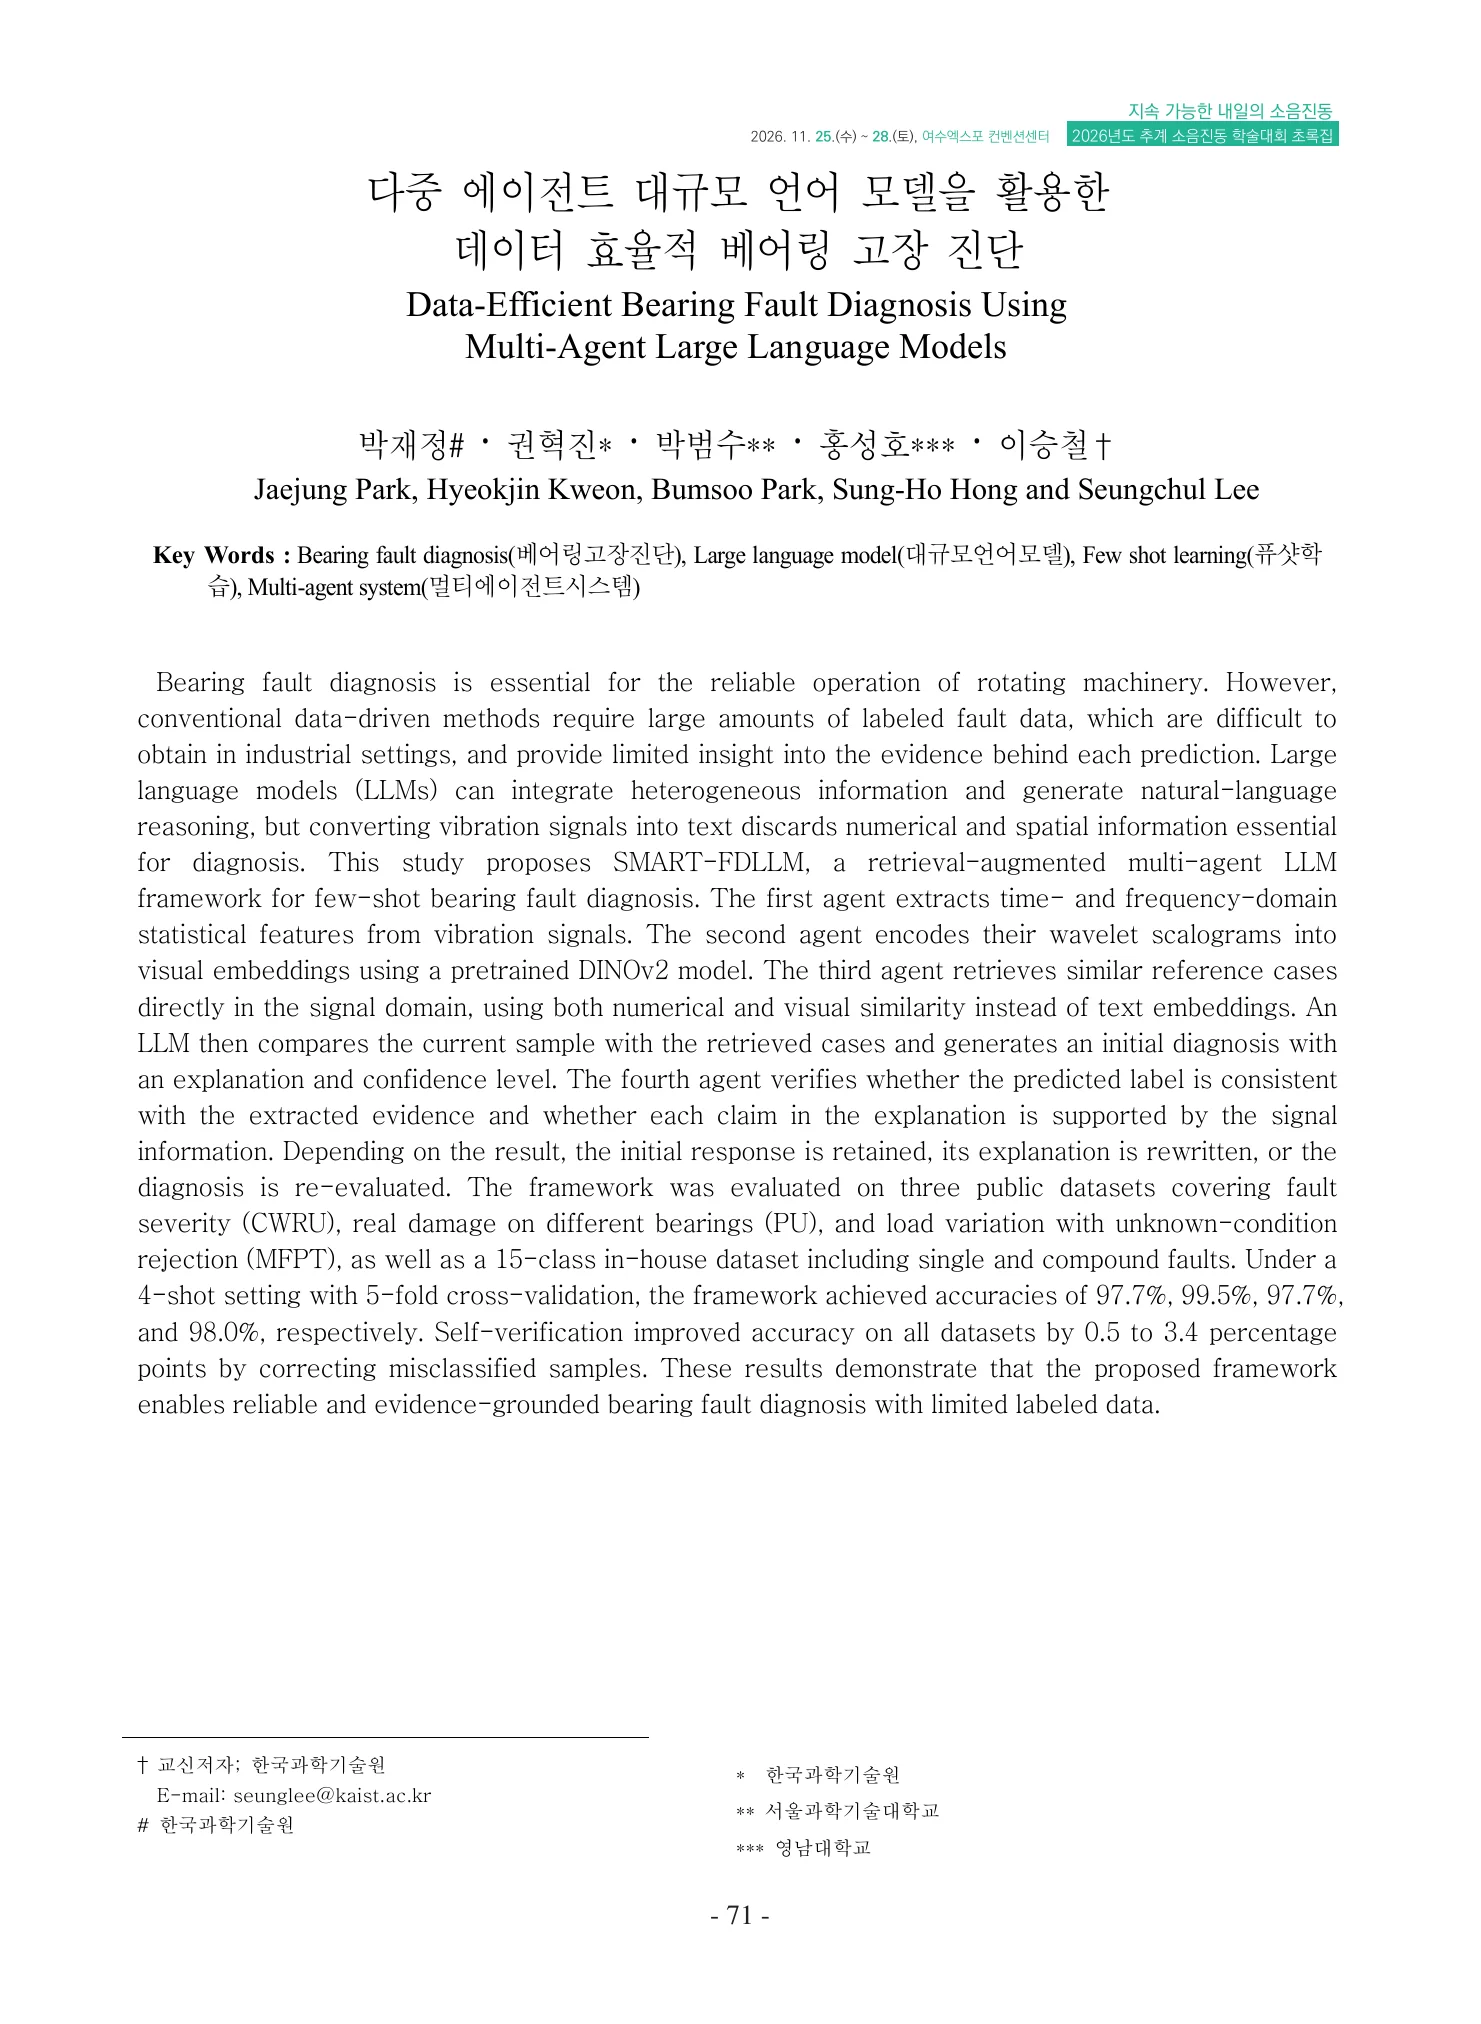 지속 가능한 내일의 소음진동
2026. 11. 25.(수) ~ 28.(토), 여수엑스포 컨벤션센터 2026년도 추계 소음진동 학술대회 초록집
다중 에이전트 대규모 언어 모델을 활용한
데이터 효율적 베어링 고장 진단
Data-Efficient Bearing Fault Diagnosis Using
Multi-Agent Large Language Models
박재정# · 권혁진* · 박범수** · 홍성호*** · 이승철†
Jaejung Park, Hyeokjin Kweon, Bumsoo Park, Sung-Ho Hong and Seungchul Lee
Key Words : Bearing fault diagnosis(베어링고장진단), Large language model(대규모언어모델), Few shot learning(퓨샷학
습), Multi-agent system(멀티에이전트시스템)
Bearing fault diagnosis is essential for the reliable operation of rotating machinery. However,
conventional data-driven methods require large amounts of labeled fault data, which are difficult to
obtain in industrial settings, and provide limited insight into the evidence behind each prediction. Large
language models (LLMs) can integrate heterogeneous information and generate natural-language
reasoning, but converting vibration signals into text discards numerical and spatial information essential
for diagnosis. This study proposes SMART-FDLLM, a retrieval-augmented multi-agent LLM
framework for few-shot bearing fault diagnosis. The first agent extracts time- and frequency-domain
statistical features from vibration signals. The second agent encodes their wavelet scalograms into
visual embeddings using a pretrained DINOv2 model. The third agent retrieves similar reference cases
directly in the signal domain, using both numerical and visual similarity instead of text embeddings. An
LLM then compares the current sample with the retrieved cases and generates an initial diagnosis with
an explanation and confidence level. The fourth agent verifies whether the predicted label is consistent
with the extracted evidence and whether each claim in the explanation is supported by the signal
information. Depending on the result, the initial response is retained, its explanation is rewritten, or the
diagnosis is re-evaluated. The framework was evaluated on three public datasets covering fault
severity (CWRU), real damage on different bearings (PU), and load variation with unknown-condition
rejection (MFPT), as well as a 15-class in-house dataset including single and compound faults. Under a
4-shot setting with 5-fold cross-validation, the framework achieved accuracies of 97.7%, 99.5%, 97.7%,
and 98.0%, respectively. Self-verification improved accuracy on all datasets by 0.5 to 3.4 percentage
points by correcting misclassified samples. These results demonstrate that the proposed framework
enables reliable and evidence-grounded bearing fault diagnosis with limited labeled data.
† 교신저자; 한국과학기술원
E-mail: seunglee@kaist.ac.kr
# 한국과학기술원
* 한국과학기술원
** 서울과학기술대학교
*** 영남대학교
- 71 -